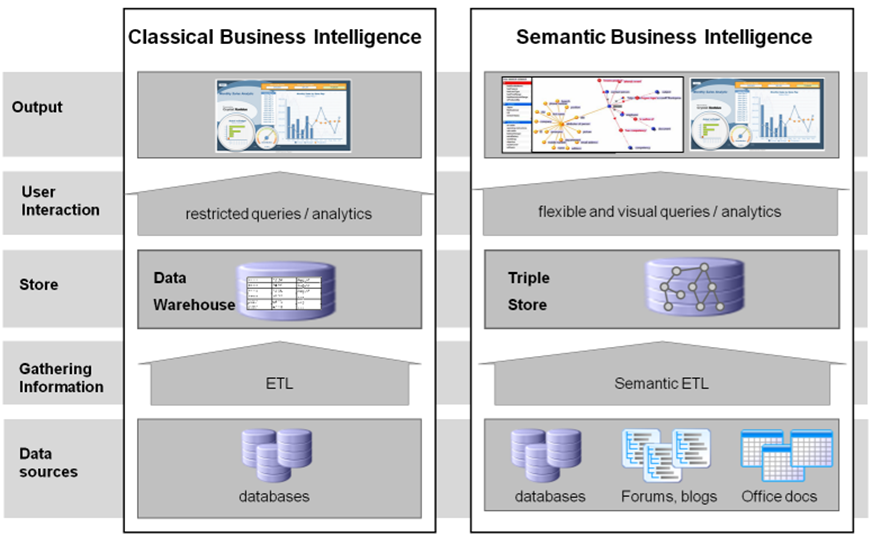 Classical Business Intelligence
Semantic Business Intelligence
Output
User
Interaction
restricted queries / analytics
flexible and visual queries / analytics
Store
Data
Warehouse
Triple
Store
Gathering
Information
ETL
Semantic ETL
Data
sources
databases
databases
Forums, blogs
Office docs